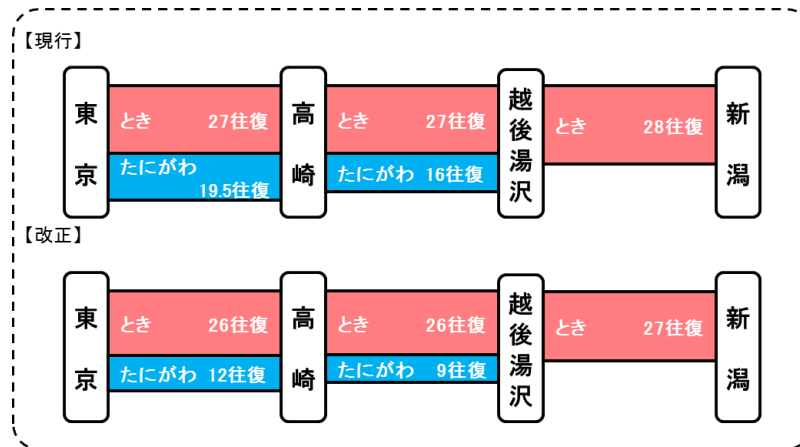 【現行】
東京
とき 27往復
たにがわ
19.5往復
高崎
とき 27往復
たにがわ 16往復
越後湯沢
とき 28往復
新潟
【改正】
東京
とき 26往復
たにがわ 12往復
高崎
とき 26往復
たにがわ 9往復
越後湯沢
とき 27往復
新潟